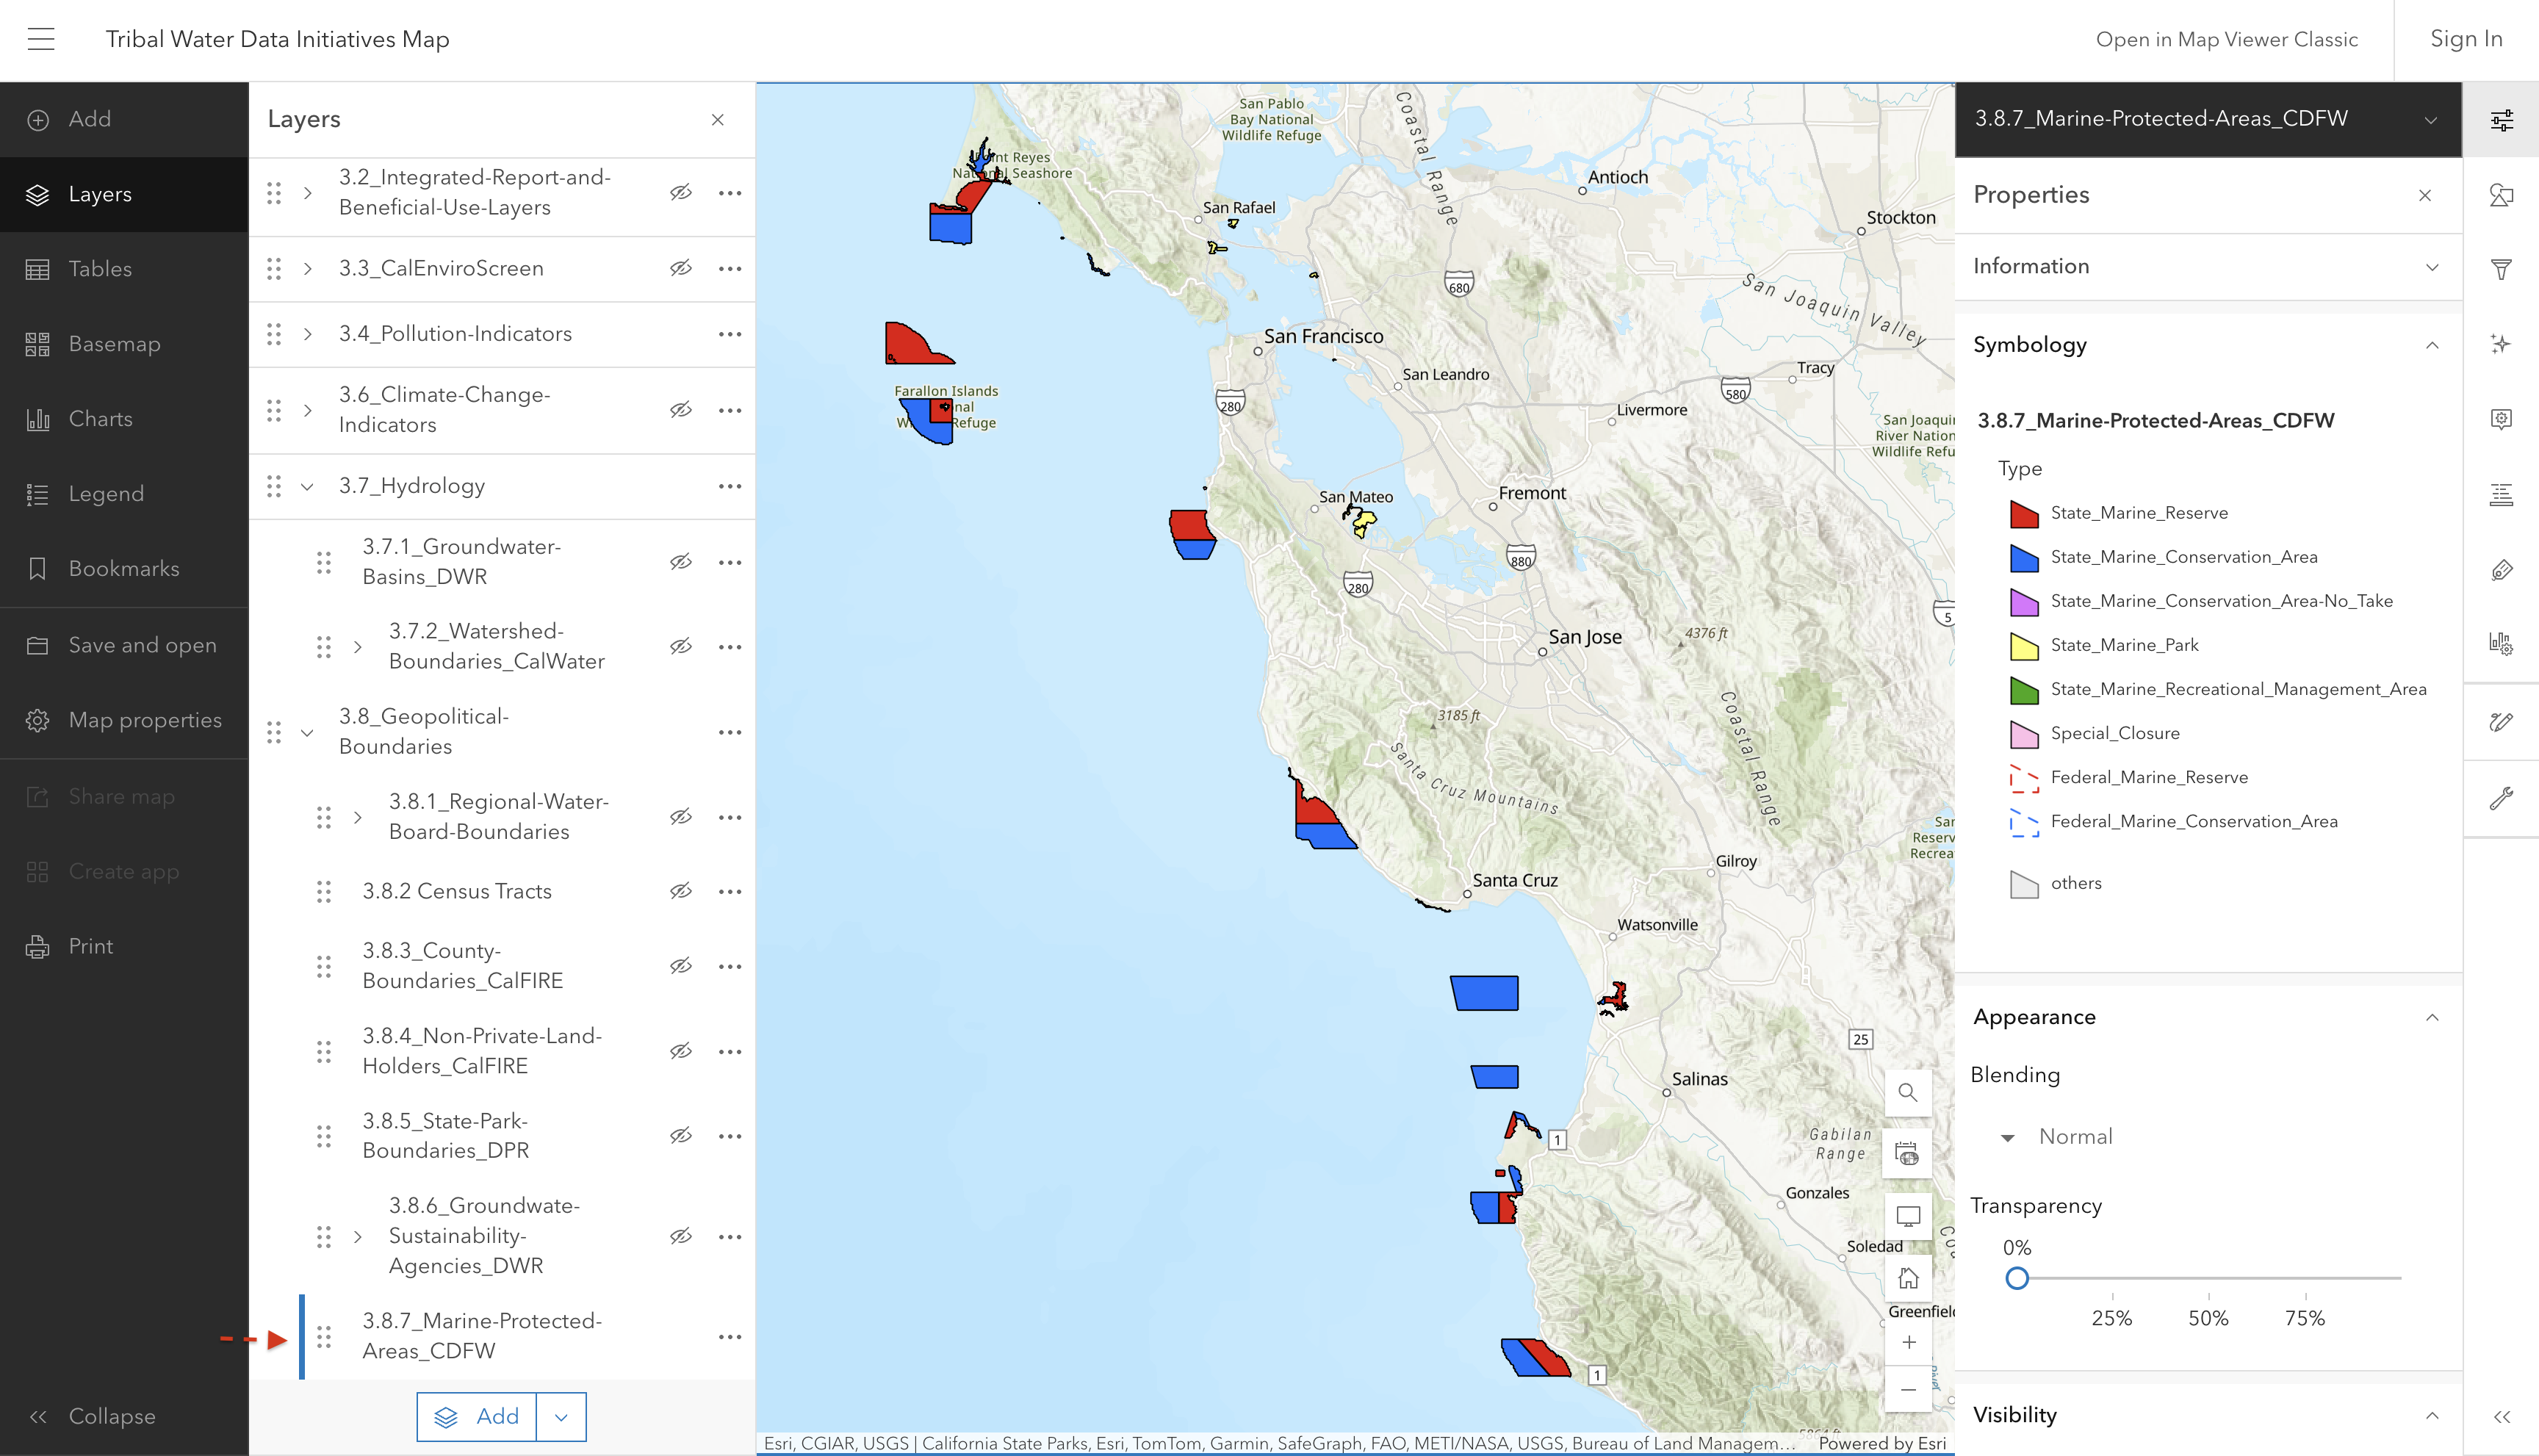 Tribal Water Data Initiatives Map
Open in Map Viewer Classic
Sign In
Add
Layers
Tables
Basemap
Charts
Legend
Bookmarks
Save and open
Map properties
Share map
Create app
Print
Collapse
Layers
3.2_Integrated-Report-and-
Beneficial-Use-Layers
3.3_CalEnviroScreen
3.4_Pollution-Indicators
3.6_Climate-Change-
Indicators
3.7_Hydrology
3.7.1_Groundwater-
Basins_DWR
3.7.2_Watershed-
Boundaries_CalWater
3.8_Geopolitical-
Boundaries
3.8.1_Regional-Water-
Board-Boundaries
3.8.2 Census Tracts
3.8.3_County-
Boundaries_CalFIRE
3.8.4_Non-Private-Land-
Holders_CalFIRE
3.8.5_State-Park-
Boundaries_DPR
3.8.6_Groundwate-
Sustainability-
Agencies_DWR
3.8.7_Marine-Protected-
Areas_CDFW
Add
San Pablo
Bay National
Wildlife Refuge
Coastal Range
Reyes
Seashore
Antioch
San Rafael
Stockton
680
San Joaquin Valley
San Francisco
San Leandro
Tracy
580
Farallon Islands
Refuge
280
Livermore
San Joaquin
River Nation
Wildlife Refu
San Mateo
Fremont
880
280
5
San Jose
4376 ft
3185 ft
Coastal Range
Santa Cruz Mountains
San
Reserv
Recrea
Gilroy
Santa Cruz
Watsonville
25
Salinas
1
Gabilan
Range
Gonzales
Soledad
Greenfield
1
Esri, CGIAR, USGS | California State Parks, Esri, TomTom, Garmin, SafeGraph, FAO, METI/NASA, USGS, Bureau of Land Managem...
Powered by Esri
3.8.7_Marine-Protected-Areas_CDFW
Properties
Information
Symbology
3.8.7_Marine-Protected-Areas_CDFW
Type
State_Marine_Reserve
State_Marine_Conservation_Area
State_Marine_Conservation_Area-No_Take
State_Marine_Park
State_Marine_Recreational_Management_Area
Special_Closure
Federal_Marine_Reserve
Federal_Marine_Conservation_Area
others
Appearance
Blending
Normal
Transparency
0%
25% 50% 75%
Visibility